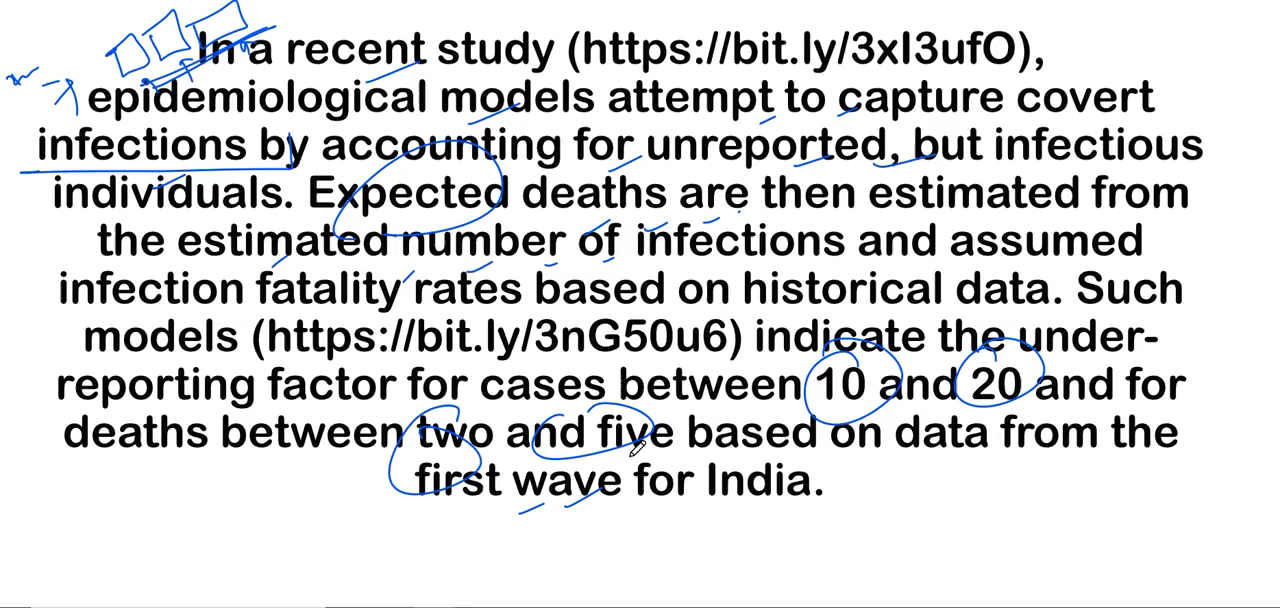 In a recent study (https://bit.ly/3xI3ufO),
epidemiological models attempt to capture covert
infections by accounting for unreported, but infectious
individuals. Expected deaths are then estimated from
the estimated number of infections and assumed
infection fatality rates based on historical data. Such
models (https://bit.ly/3nG50u6) indicate the under-
reporting factor for cases between 10 and 20 and for
deaths between two and five based on data from the
first wave for India.